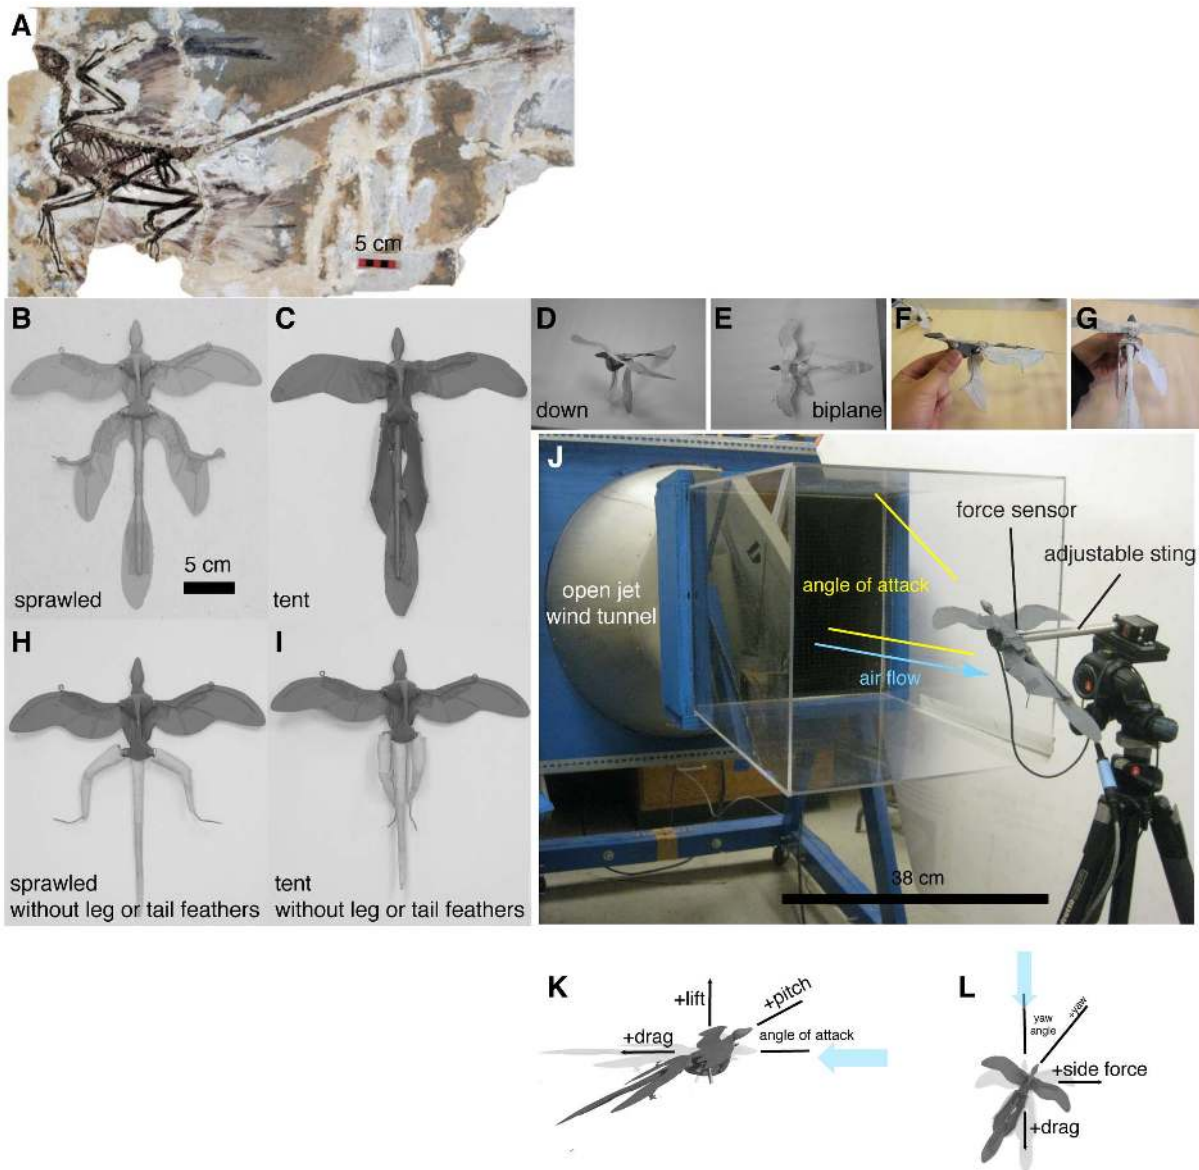 A
5 cm
B
sprawled
5 cm
C
tent
D
down
E
biplane
F
G
H
sprawled
without leg or tail feathers
I
tent
without leg or tail feathers
J
open jet
wind tunnel
angle of attack
air flow
force sensor
adjustable sting
38 cm
K
+lift
+pitch
+drag
angle of attack
L
yaw
angle
+yaw
+side force
+drag